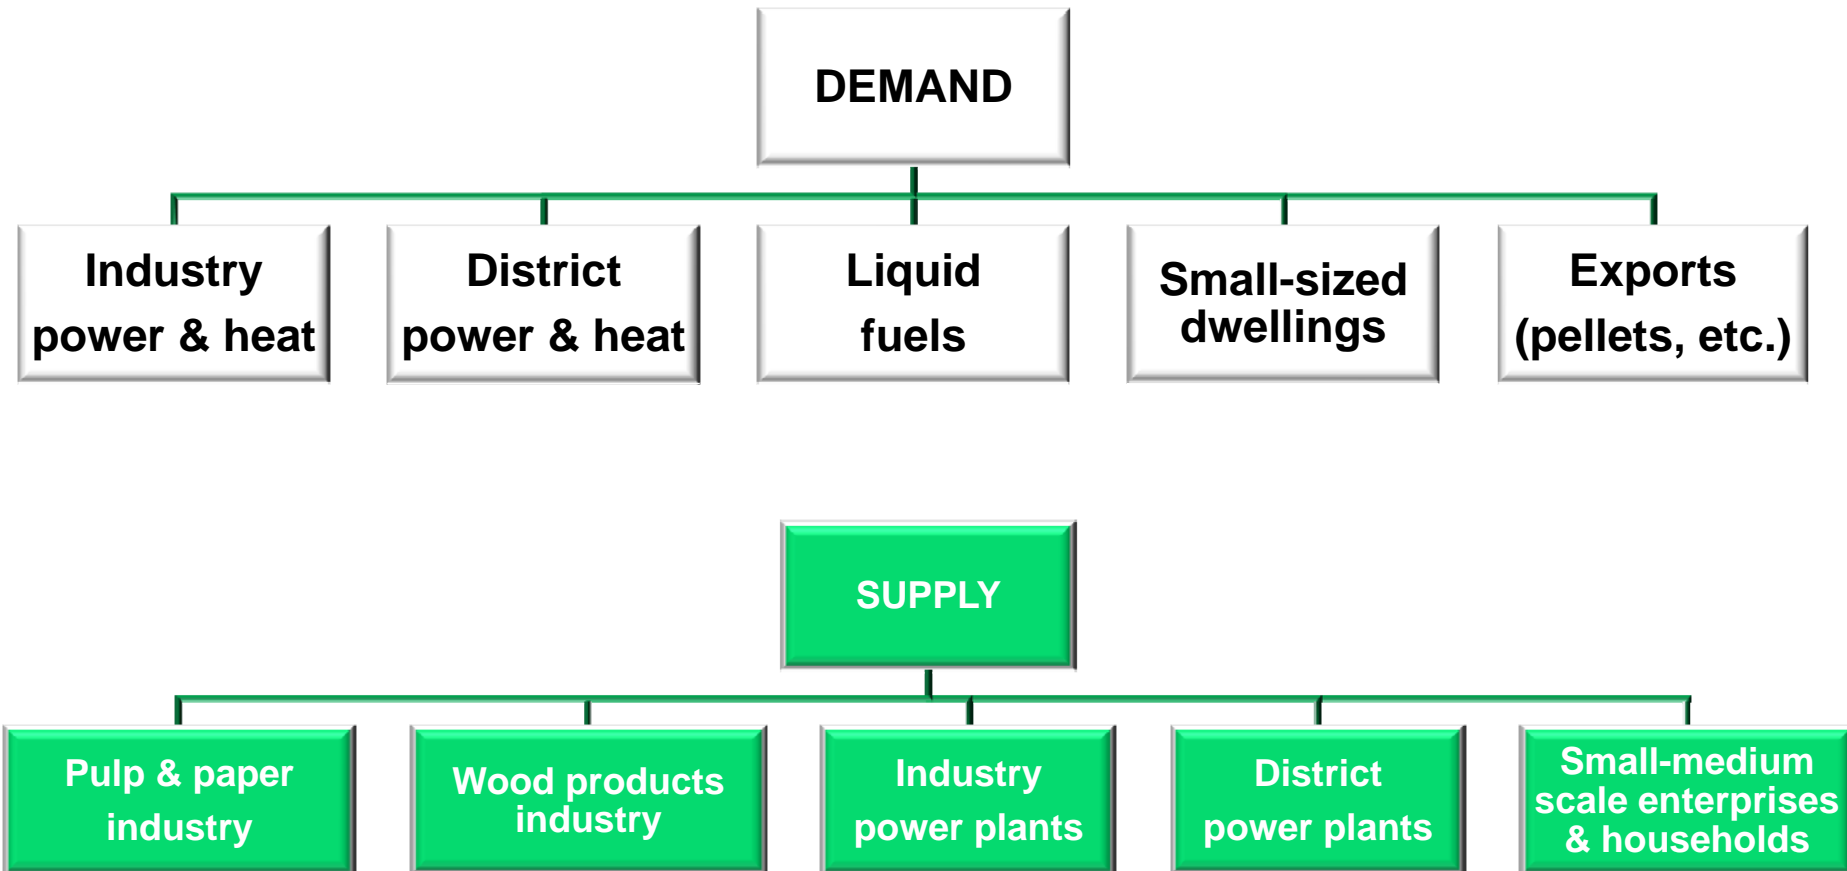 DEMAND
Industry
power & heat
District
power & heat
Liquid
fuels
Small-sized
dwellings
Exports
(pellets, etc.)
SUPPLY
Pulp & paper
industry
Wood products
industry
Industry
power plants
District
power plants
Small-medium
scale enterprises
& households